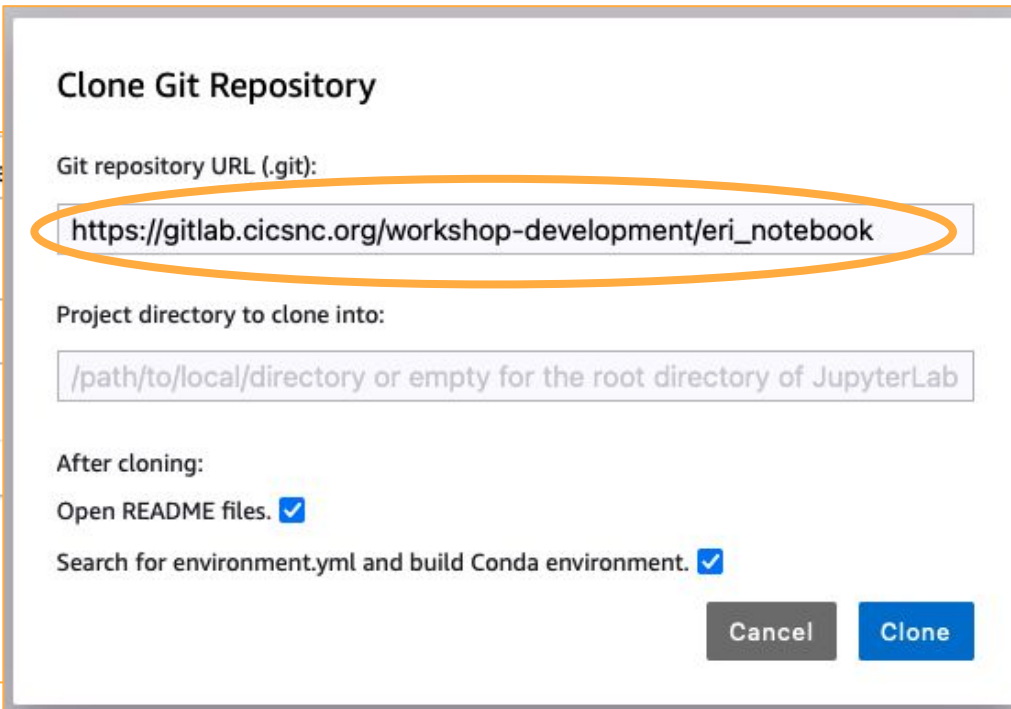 Clone Git Repository
Git repository URL (.git):
https://gitlab.cicsnc.org/workshop-development/eri_notebook
Project directory to clone into:
/path/to/local/directory or empty for the root directory of JupyterLab
After cloning:
Open README files.
Search for environment.yml and build Conda environment.
Cancel Clone